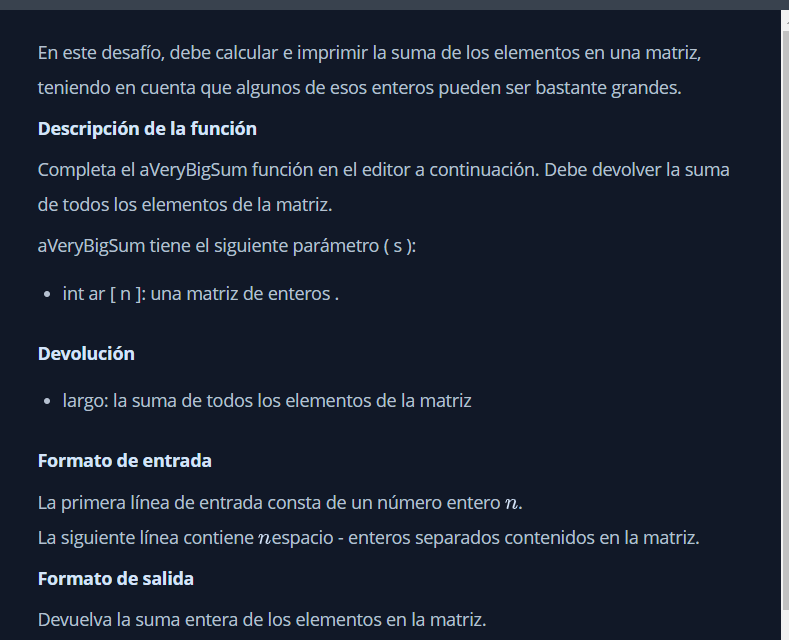 En este desafío, debe calcular e imprimir la suma de los elementos en una matriz,
teniendo en cuenta que algunos de esos enteros pueden ser bastante grandes.
Descripción de la función
Completa el aVeryBigSum función en el editor a continuación. Debe devolver la suma
de todos los elementos de la matriz.
aVeryBigSum tiene el siguiente parámetro ( s ):
• int ar [ n ]: una matriz de enteros .
Devolución
• largo: la suma de todos los elementos de la matriz
Formato de entrada
La primera línea de entrada consta de un número entero n.
La siguiente línea contiene nespacio - enteros separados contenidos en la matriz.
Formato de salida
Devuelva la suma entera de los elementos en la matriz.